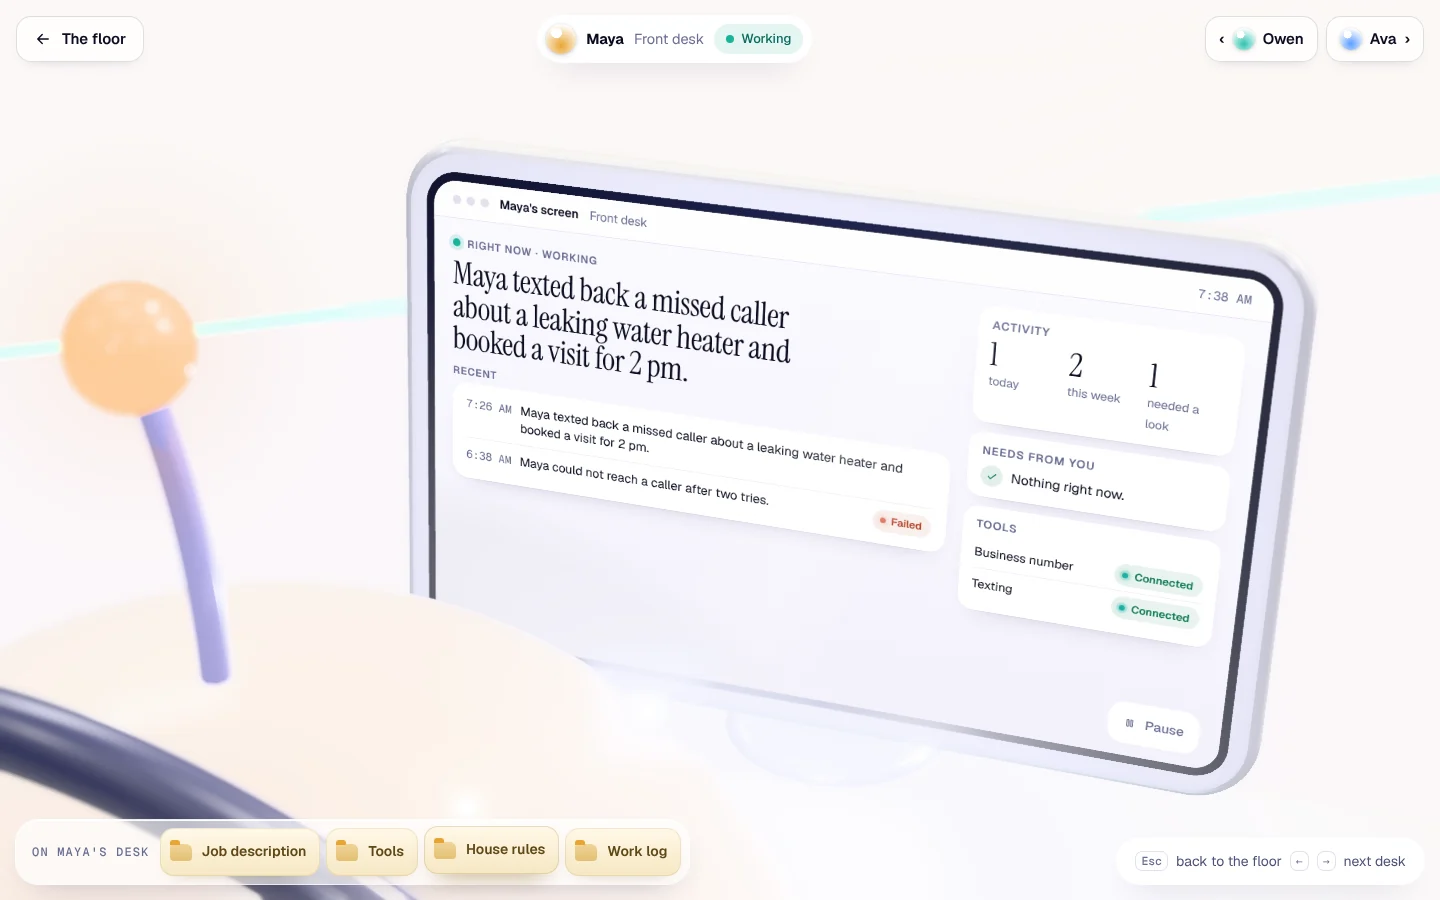 ← The floor
Maya Front desk Working
‹ Owen
Ava ›
Maya's screen Front desk
7:38 AM
RIGHT NOW · WORKING
Maya texted back a missed caller
about a leaking water heater and
booked a visit for 2 pm.
RECENT
7:26 AM Maya texted back a missed caller about a leaking water heater and
booked a visit for 2 pm.
6:38 AM Maya could not reach a caller after two tries.
Failed
ACTIVITY
1 2 1
today this week needed a
look
NEEDS FROM YOU
Nothing right now.
TOOLS
Business number Connected
Texting Connected
Pause
ON MAYA'S DESK Job description Tools House rules Work log
Esc back to the floor ← → next desk